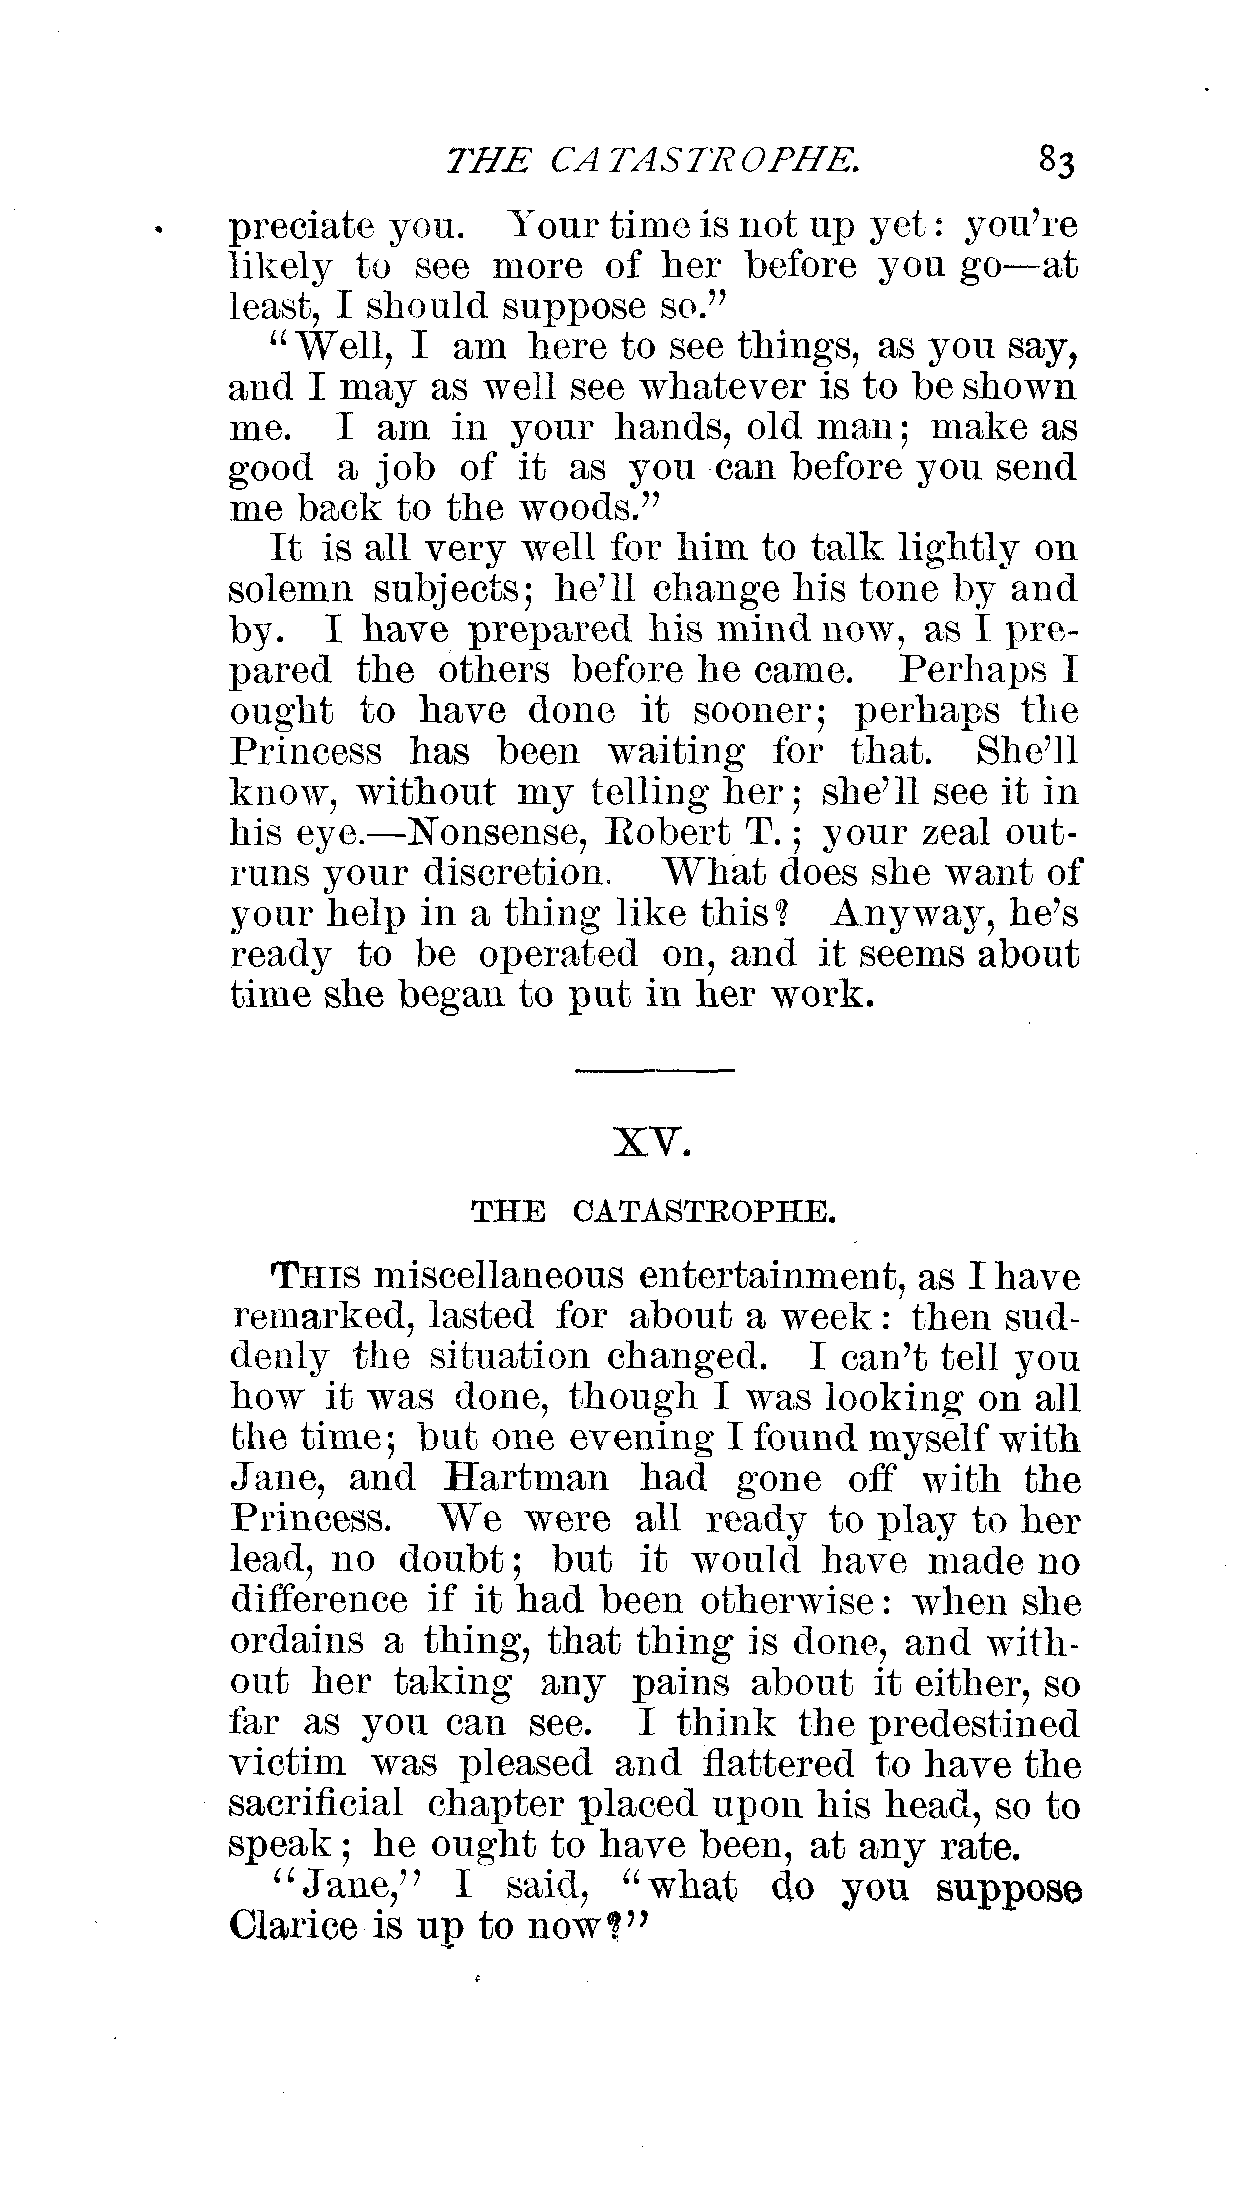 THE CATASTROPHE. 83
preciate you. Your time is not up yet: you're
likely to see more of her before you go—at
least, I should suppose so."
"Well, I am here to see things, as you say,
and I may as well see whatever is to be shown
me. I am in your hands, old man; make as
good a job of it as you can before you send
me back to the woods."
It is all very well for him to talk lightly on
solemn subjects; he'll change his tone by and
by. I have prepared his mind now, as I pre-
pared the others before he came. Perhaps I
ought to have done it sooner; perhaps the
Princess has been waiting for that. She'll
know, without my telling her; she'll see it in
his eye.—Nonsense, Robert T.; your zeal out-
runs your discretion. What does she want of
your help in a thing like this? Anyway, he's
ready to be operated on, and it seems about
time she began to put in her work.
XV.
THE CATASTROPHE.
THIS miscellaneous entertainment, as I have
remarked, lasted for about a week: then sud-
denly the situation changed. I can't tell you
how it was done, though I was looking on all
the time; but one evening I found myself with
Jane, and Hartman had gone off with the
Princess. We were all ready to play to her
lead, no doubt; but it would have made no
difference if it had been otherwise: when she
ordains a thing, that thing is done, and with-
out her taking any pains about it either, so
far as you can see. I think the predestined
victim was pleased and flattered to have the
sacrificial chapter placed upon his head, so to
speak; he ought to have been, at any rate.
"Jane," I said, "what do you suppose
Clarice is up to now?"